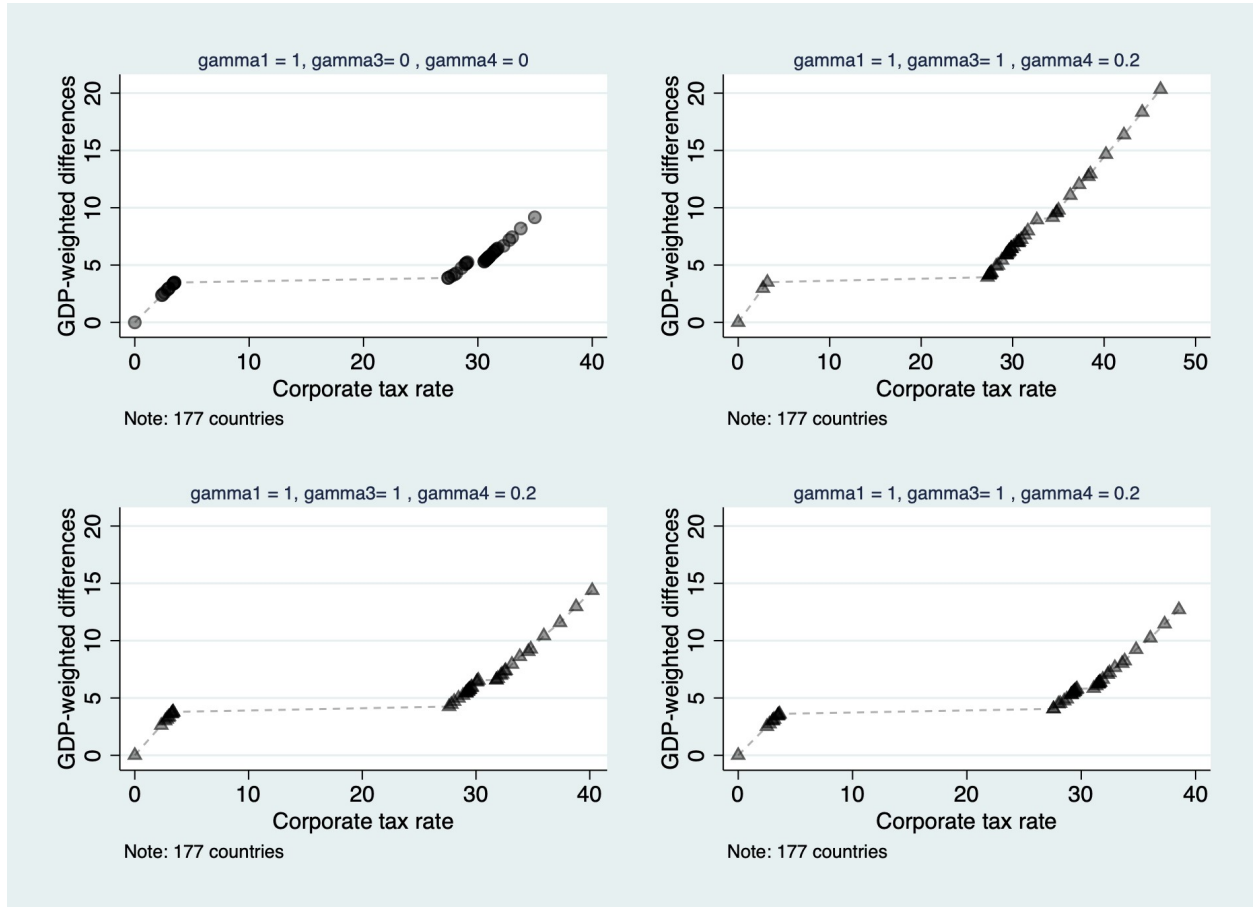 gamma1 = 1, gamma3= 0 , gamma4 = 0
GDP-weighted differences
20
15
10
5
0
0 10 20 30 40
Corporate tax rate
Note: 177 countries
gamma1 = 1, gamma3= 1 , gamma4 = 0.2
GDP-weighted differences
20
15
10
5
0
0 10 20 30 40 50
Corporate tax rate
Note: 177 countries
gamma1 = 1, gamma3= 1 , gamma4 = 0.2
GDP-weighted differences
20
15
10
5
0
0 10 20 30 40
Corporate tax rate
Note: 177 countries
gamma1 = 1, gamma3= 1 , gamma4 = 0.2
GDP-weighted differences
20
15
10
5
0
0 10 20 30 40
Corporate tax rate
Note: 177 countries